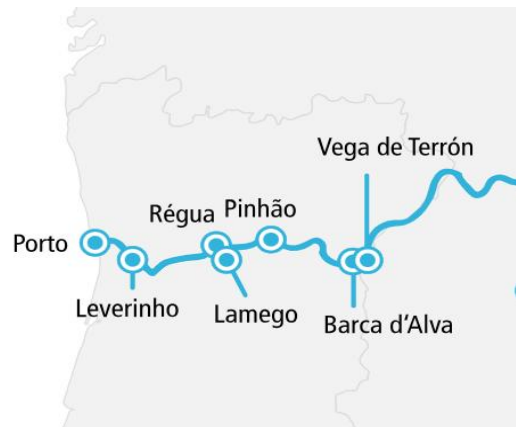 Vega de Terrón
Régua
Pinhão
Porto
Leverinho
Lamego
Barca d'Alva